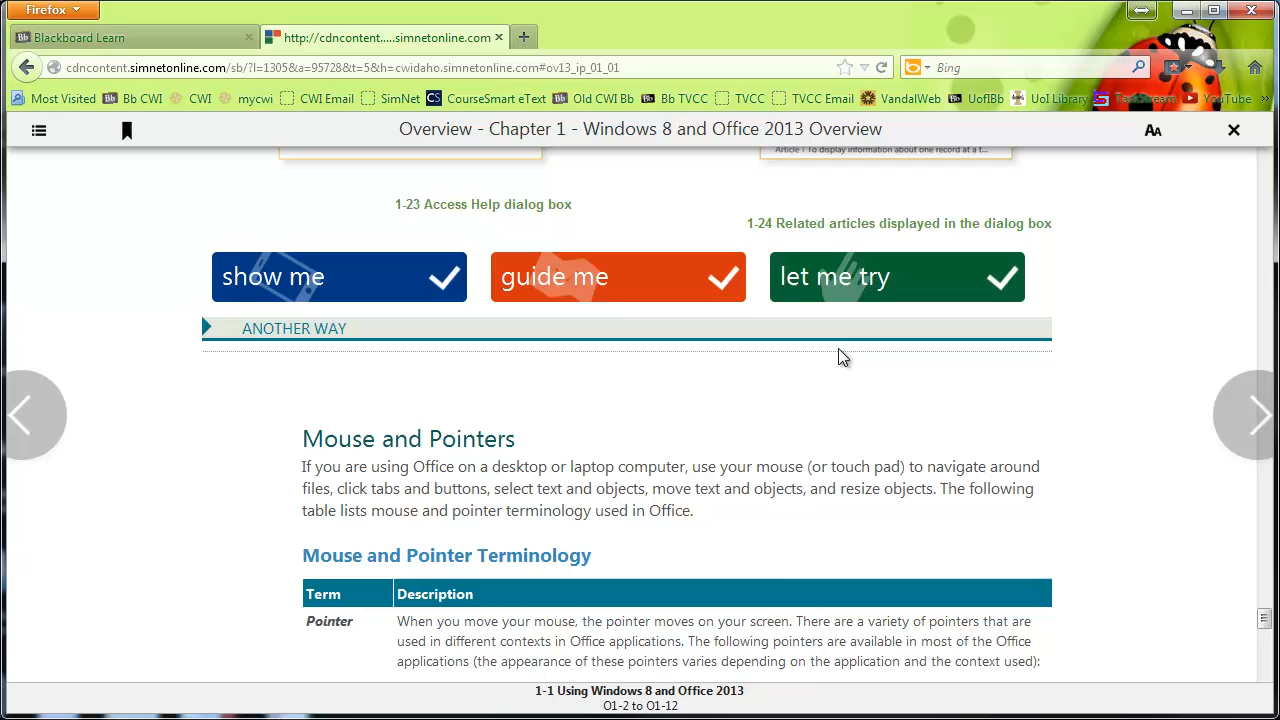 Firefox
Blackboard Learn
http://cdncontent.....simnetonline.com
cdncontent.simnetonline.com/sb/?l=1305&a=95728&t=5&h=cwidaho.simnetonline.com#ov13_ip_01_01
Bing
Most Visited Bb CWI CWI mycwi CWI Email SimNet CourseSmart eText Old CWI Bb Bb TVCC TVCC TVCC Email VandalWeb UofIBb UoI Library TaskStream YouTube
Overview - Chapter 1 - Windows 8 and Office 2013 Overview
Article | To display information about one record at a t...
1-23 Access Help dialog box
1-24 Related articles displayed in the dialog box
show me
guide me
let me try
ANOTHER WAY
Mouse and Pointers
If you are using Office on a desktop or laptop computer, use your mouse (or touch pad) to navigate around
files, click tabs and buttons, select text and objects, move text and objects, and resize objects. The following
table lists mouse and pointer terminology used in Office.
Mouse and Pointer Terminology
Term Description
Pointer When you move your mouse, the pointer moves on your screen. There are a variety of pointers that are
used in different contexts in Office applications. The following pointers are available in most of the Office
applications (the appearance of these pointers varies depending on the application and the context used):
1-1 Using Windows 8 and Office 2013
O1-2 to O1-12